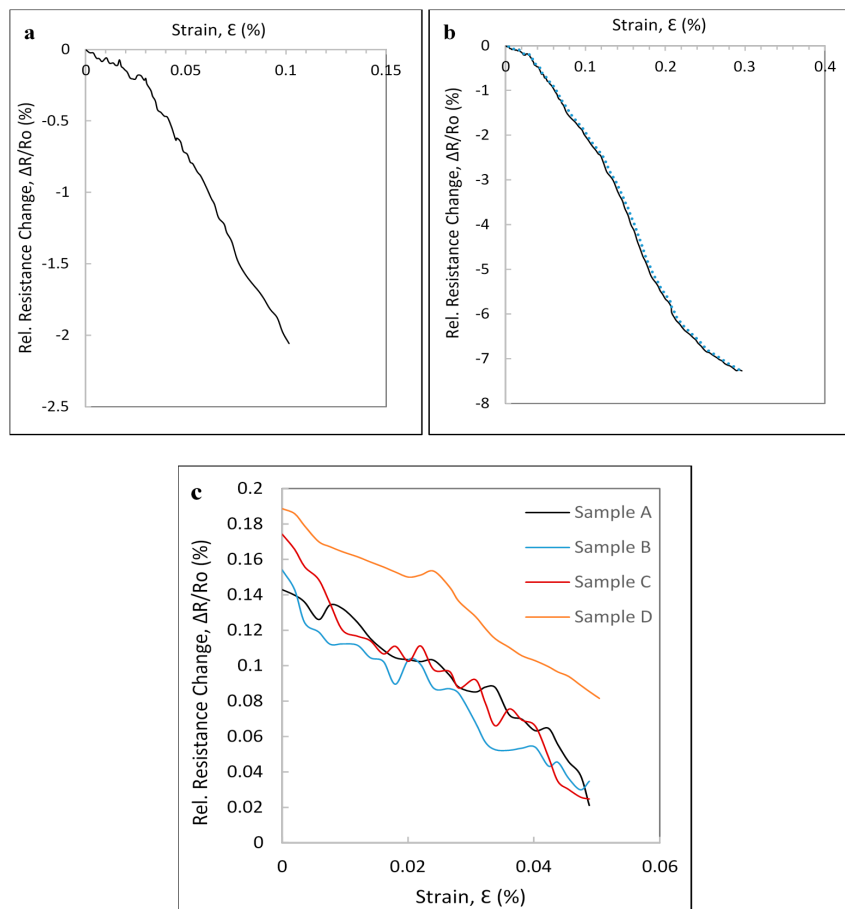 a
Strain, Ɛ (%)
0
0 0.05 0.1 0.15
-0.5
-1
-1.5
-2
-2.5
Rel. Resistance Change, ΔR/Ro (%)
b
Strain, Ɛ (%)
0
0 0.1 0.2 0.3 0.4
-1
-2
-3
-4
-5
-6
-7
-8
Rel. Resistance Change, ΔR/Ro (%)
c
0.2
0.18
0.16
0.14
0.12
0.1
0.08
0.06
0.04
0.02
0
Rel. Resistance Change, ΔR/Ro (%)
Sample A
Sample B
Sample C
Sample D
0 0.02 0.04 0.06
Strain, Ɛ (%)